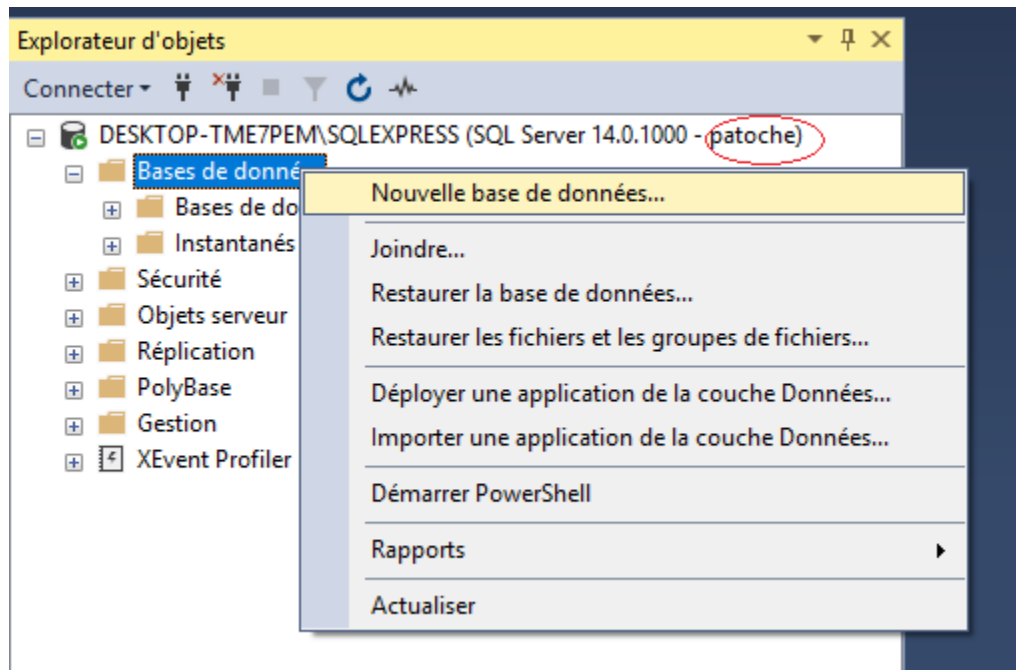 Explorateur d'objets
Connecter
DESKTOP-TME7PEM\SQLEXPRESS (SQL Server 14.0.1000 - patoche)
Bases de donné
Bases de do
Instantanés
Sécurité
Objets serveur
Réplication
PolyBase
Gestion
XEvent Profiler
Nouvelle base de données...
Joindre...
Restaurer la base de données...
Restaurer les fichiers et les groupes de fichiers...
Déployer une application de la couche Données...
Importer une application de la couche Données...
Démarrer PowerShell
Rapports
Actualiser